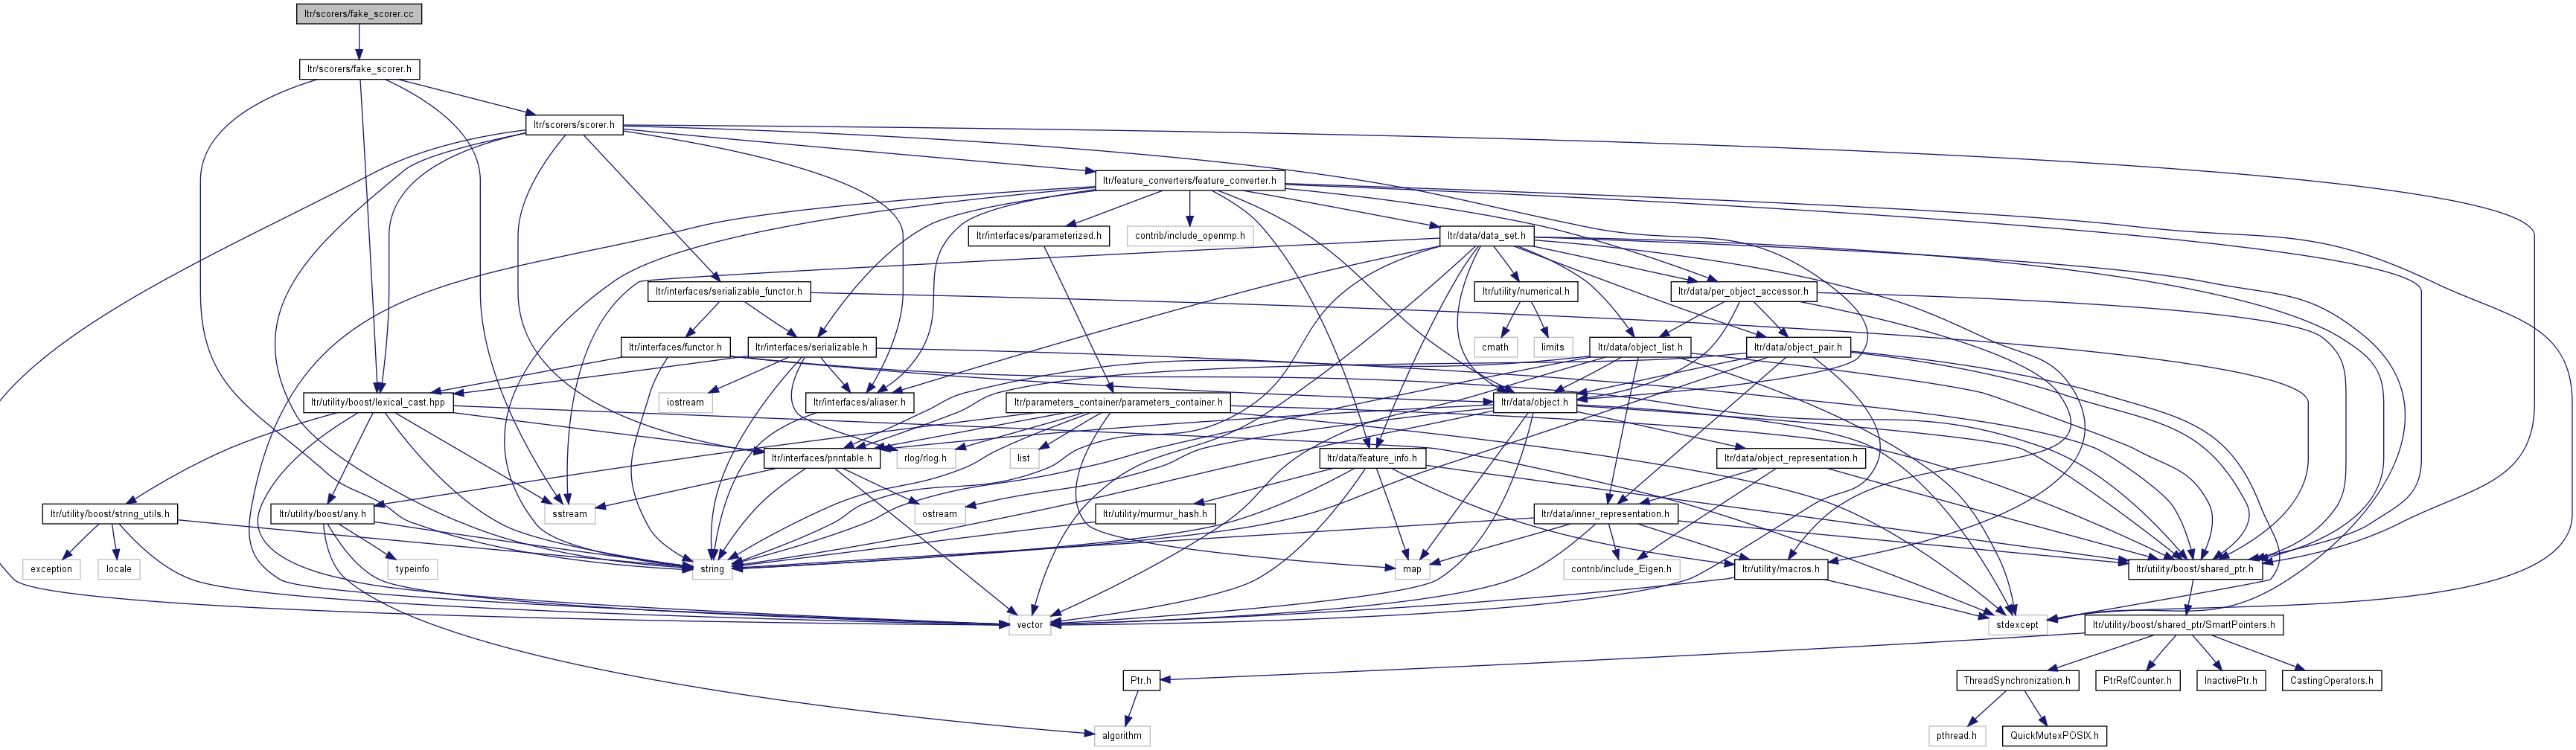 ltr/scorers/fake_scorer.cc
ltr/scorers/fake_scorer.h
ltr/scorers/scorer.h
ltr/feature_converters/feature_converter.h
ltr/interfaces/parameterized.h
contrib/include_openmp.h
ltr/data/data_set.h
ltr/interfaces/serializable_functor.h
ltr/utility/numerical.h
ltr/data/per_object_accessor.h
ltr/interfaces/functor.h
ltr/interfaces/serializable.h
cmath
limits
ltr/data/object_list.h
ltr/data/object_pair.h
ltr/utility/boost/lexical_cast.hpp
iostream
ltr/interfaces/aliaser.h
ltr/parameters_container/parameters_container.h
ltr/data/object.h
ltr/interfaces/printable.h
rlog/rlog.h
list
ltr/data/feature_info.h
ltr/data/object_representation.h
ltr/utility/boost/string_utils.h
ltr/utility/boost/any.h
sstream
ostream
ltr/utility/murmur_hash.h
ltr/data/inner_representation.h
exception
locale
typeinfo
string
map
contrib/include_Eigen.h
ltr/utility/macros.h
ltr/utility/boost/shared_ptr.h
vector
stdexcept
ltr/utility/boost/shared_ptr/SmartPointers.h
Ptr.h
ThreadSynchronization.h
PtrRefCounter.h
InactivePtr.h
CastingOperators.h
algorithm
pthread.h
QuickMutexPOSIX.h